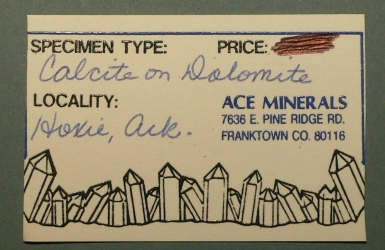 SPECIMEN TYPE: PRICE:
Calcite on Dolomite
LOCALITY:
Hoxie, Ark.
ACE MINERALS
7636 E. PINE RIDGE RD.
FRANKTOWN CO. 80116